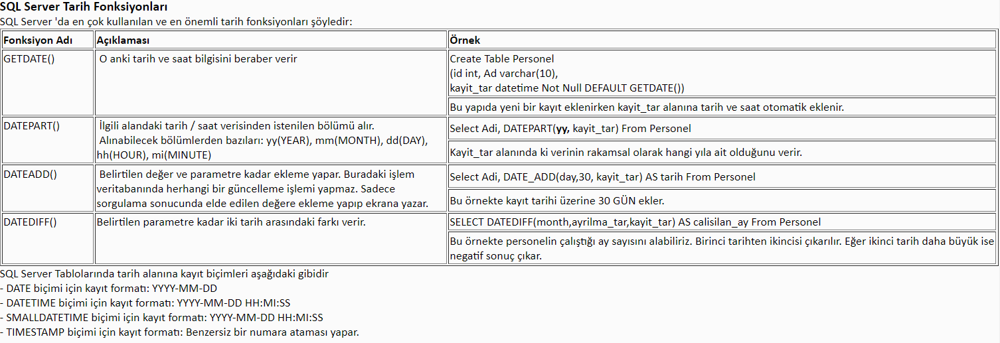 SQL Server Tarih Fonksiyonları
SQL Server 'da en çok kullanılan ve en önemli tarih fonksiyonları şöyledir:
Fonksiyon Adı Açıklaması Örnek
GETDATE() O anki tarih ve saat bilgisini beraber verir
Create Table Personel
(id int, Ad varchar(10),
kayit_tar datetime Not Null DEFAULT GETDATE())
Bu yapıda yeni bir kayıt eklenirken kayit_tar alanına tarih ve saat otomatik eklenir.
DATEPART()
İlgili alandaki tarih / saat verisinden istenilen bölümü alır.
Alınabilecek bölümlerden bazıları: yy(YEAR), mm(MONTH), dd(DAY),
hh(HOUR), mi(MINUTE)
Select Adi, DATEPART(yy, kayit_tar) From Personel
Kayit_tar alanında ki verinin rakamsal olarak hangi yıla ait olduğunu verir.
DATEADD()
Belirtilen değer ve parametre kadar ekleme yapar. Buradaki işlem
veritabanında herhangi bir güncelleme işlemi yapmaz. Sadece
sorgulama sonucunda elde edilen değere ekleme yapıp ekrana yazar.
Select Adi, DATE_ADD(day,30, kayit_tar) AS tarih From Personel
Bu örnekte kayıt tarihi üzerine 30 GÜN ekler.
DATEDIFF()
Belirtilen parametre kadar iki tarih arasındaki farkı verir.
SELECT DATEDIFF(month,ayrilma_tar,kayit_tar) AS calisilan_ay From Personel
Bu örnekte personelin çalıştığı ay sayısını alabiliriz. Birinci tarihten ikincisi çıkarılır. Eğer ikinci tarih daha büyük ise
negatif sonuç çıkar.
SQL Server Tablolarında tarih alanına kayıt biçimleri aşağıdaki gibidir
- DATE biçimi için kayıt formatı: YYYY-MM-DD
- DATETIME biçimi için kayıt formatı: YYYY-MM-DD HH:MI:SS
- SMALLDATETIME biçimi için kayıt formatı: YYYY-MM-DD HH:MI:SS
- TIMESTAMP biçimi için kayıt formatı: Benzersiz bir numara ataması yapar.